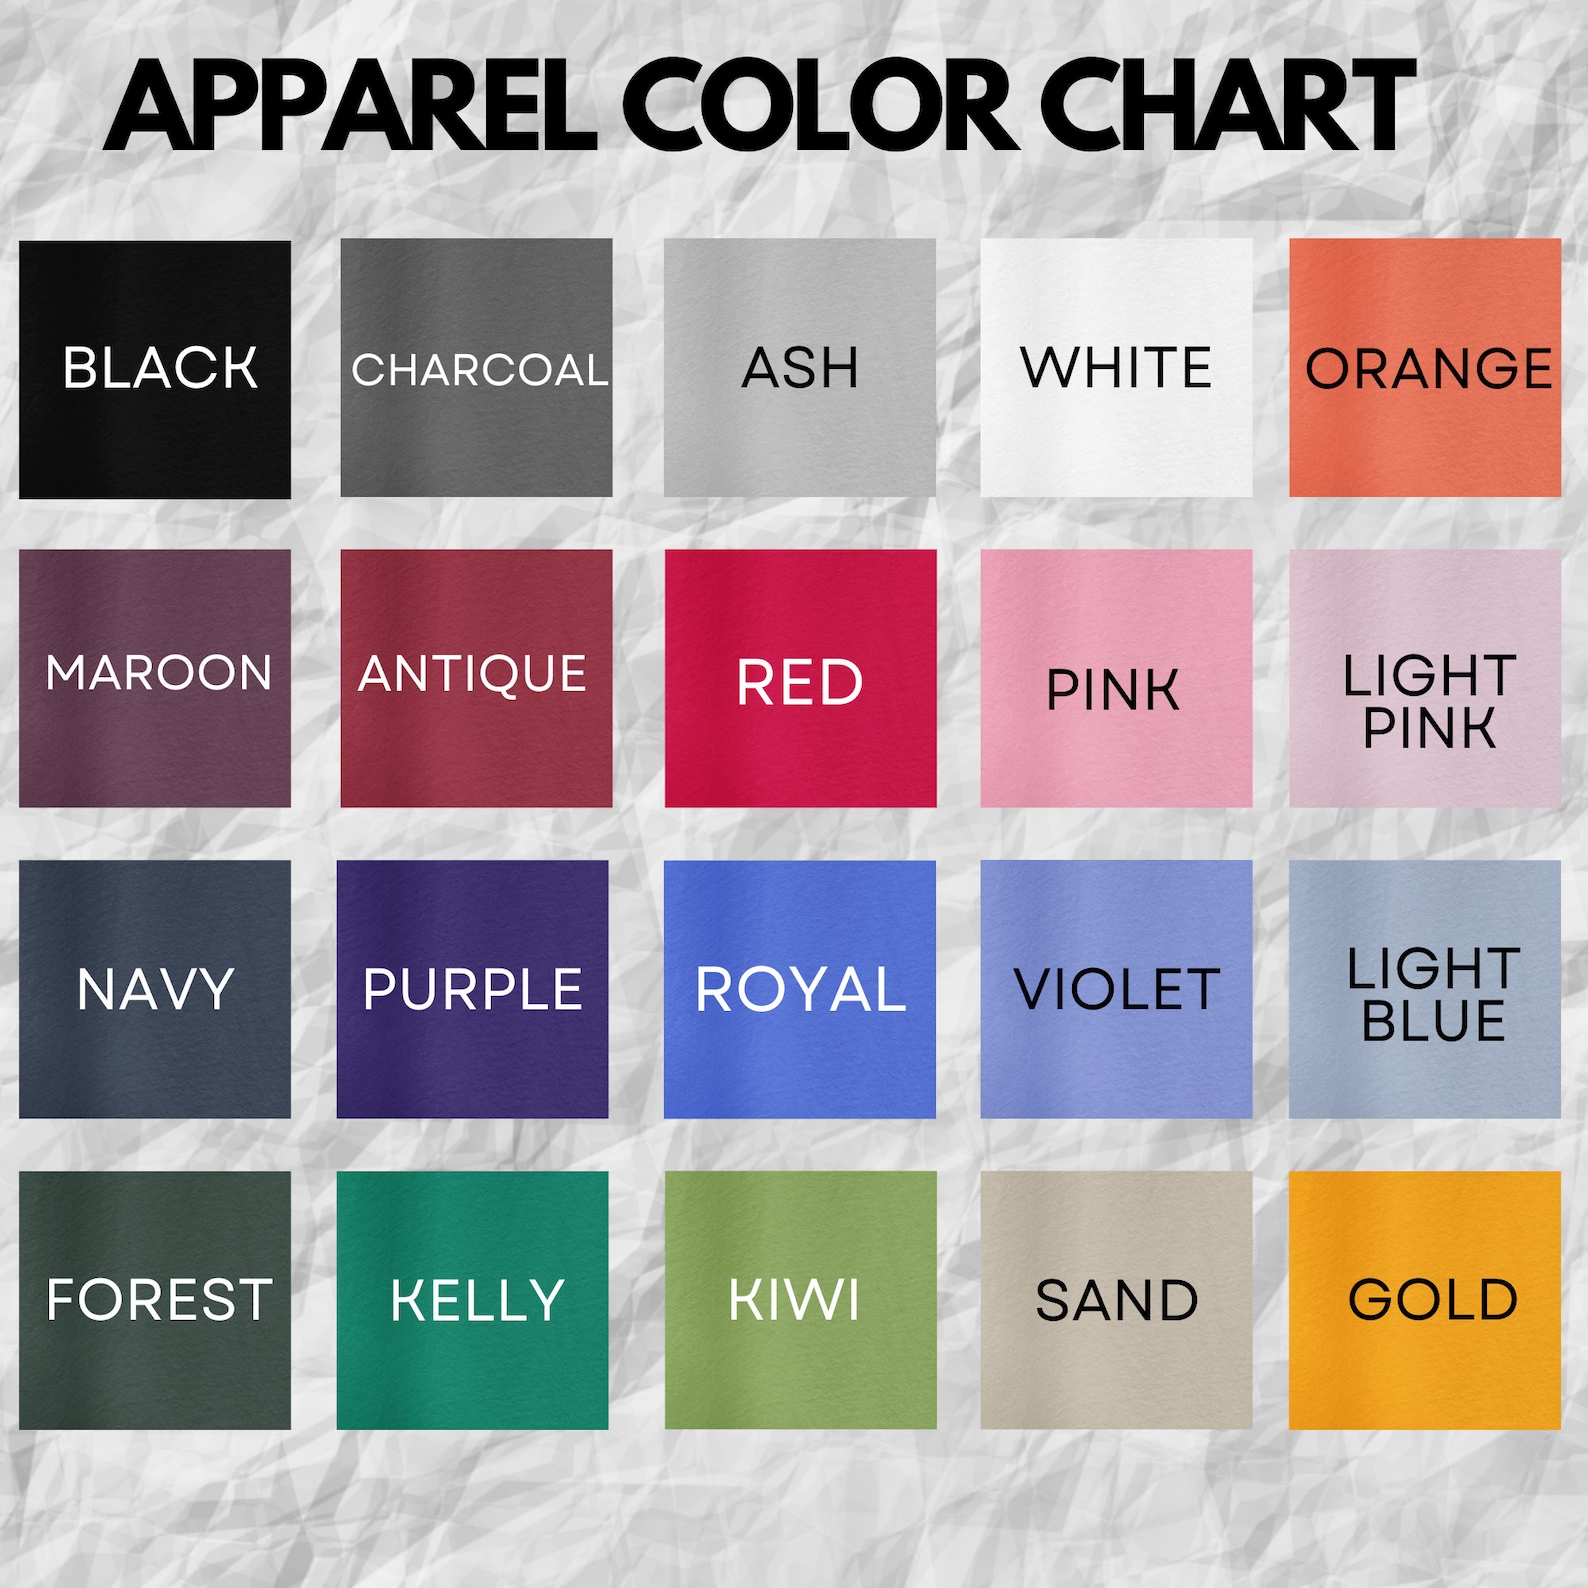 APPAREL COLOR CHART
BLACK
CHARCOAL
ASH
WHITE
ORANGE
MAROON
ANTIQUE
RED
PINK
LIGHT
PINK
NAVY
PURPLE
ROYAL
VIOLET
LIGHT
BLUE
FOREST
KELLY
KIWI
SAND
GOLD